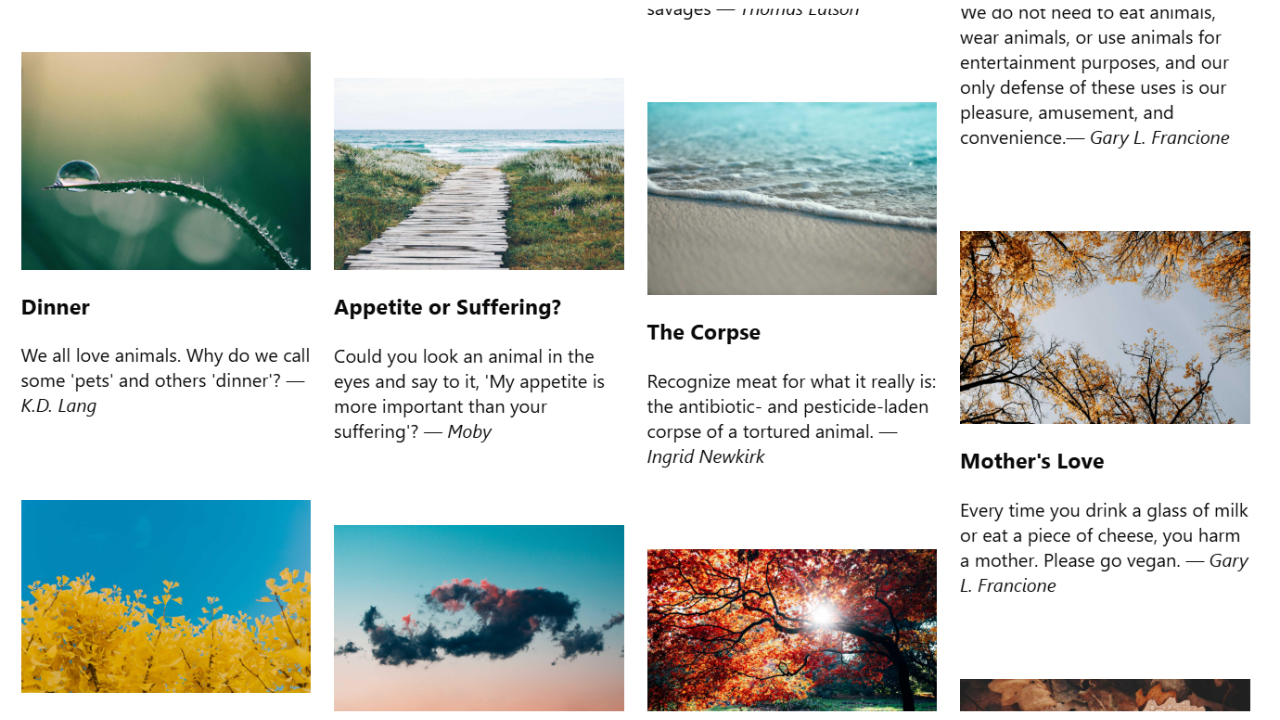 savages — Thomas Edison
We do not need to eat animals,
wear animals, or use animals for
entertainment purposes, and our
only defense of these uses is our
pleasure, amusement, and
convenience.— Gary L. Francione
Dinner
We all love animals. Why do we call
some 'pets' and others 'dinner'? —
K.D. Lang
Appetite or Suffering?
Could you look an animal in the
eyes and say to it, 'My appetite is
more important than your
suffering'? — Moby
The Corpse
Recognize meat for what it really is:
the antibiotic- and pesticide-laden
corpse of a tortured animal. —
Ingrid Newkirk
Mother's Love
Every time you drink a glass of milk
or eat a piece of cheese, you harm
a mother. Please go vegan. — Gary
L. Francione